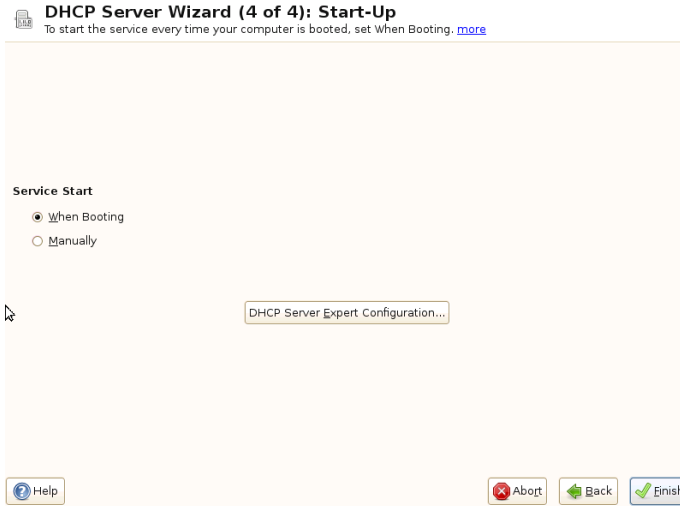 DHCP Server Wizard (4 of 4): Start-Up
To start the service every time your computer is booted, set When Booting. more
Service Start
When Booting
Manually
DHCP Server Expert Configuration...
Help
Abort
Back
Finish